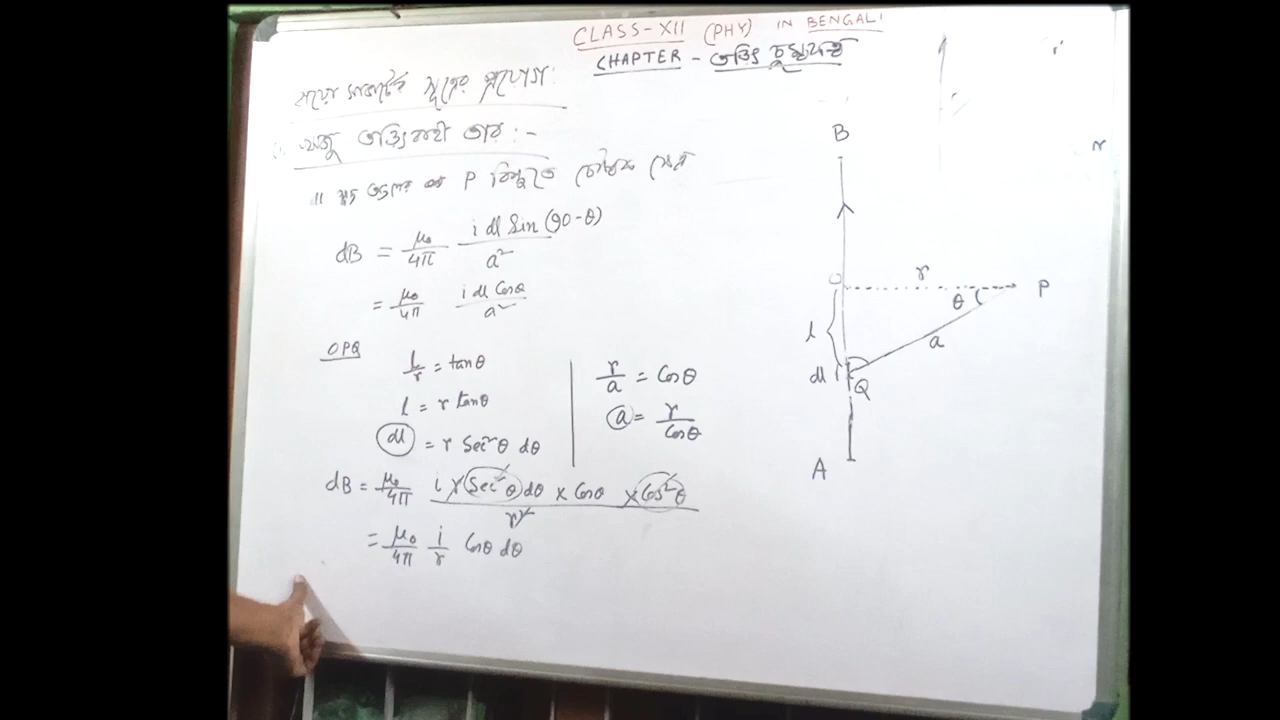 CLASS-XII (PHY) IN BENGALI
CHAPTER - তড়িৎ চুম্বকত্ব
সূত্রের প্রয়োগ :
ঋজু তড়িৎবাহী তার : -
P বিন্দুতে চৌম্বক ক্ষেত্র
dB = μ₀/4π i dl Sin (90-θ)/a²
= μ₀/4π i dl Cosθ/a²
OPQ
l/r = tanθ
l = r tanθ
dl = r Sec²θ dθ
r/a = Cosθ
a = r/Cosθ
dB = μ₀/4π i r Sec²θ dθ x Cosθ x Cos²θ/r²
= μ₀/4π i/r Cosθ dθ
B
O
r
P
θ
l
a
dl
Q
A